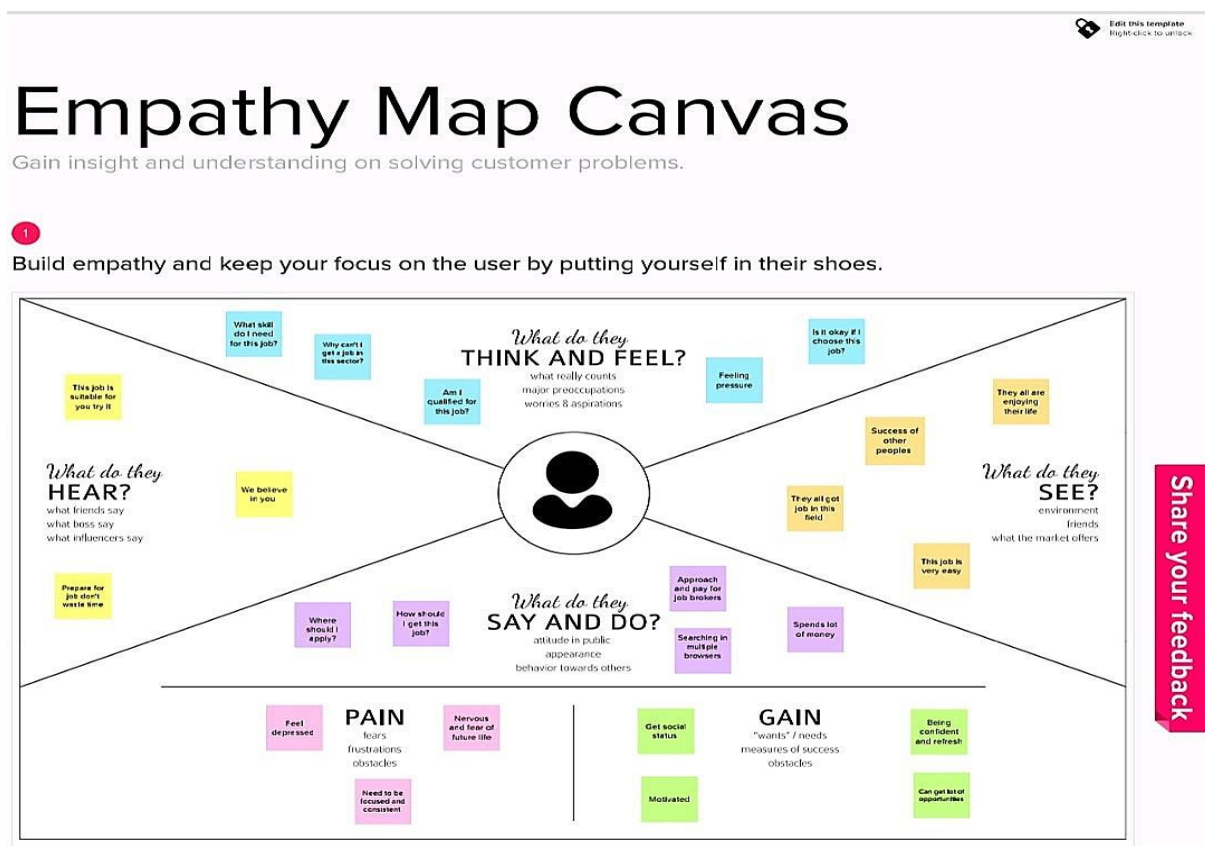 Edit this template
Right-click to unlock
Empathy Map Canvas
Gain insight and understanding on solving customer problems.
1
Build empathy and keep your focus on the user by putting yourself in their shoes.
What do they
THINK AND FEEL?
what really counts
major preoccupations
worries & aspirations
What skill
do I need
for this job?
Why can't I
get a job in
this sector?
Am I
qualified for
this job?
Feeling
pressure
Is it okay if I
choose this
job?
What do they
HEAR?
what friends say
what boss say
what influencers say
This job is
suitable for
you try it
We believe
in you
Prepare for
job don't
waste time
What do they
SEE?
environment
friends
what the market offers
They all are
enjoying
their life
Success of
other
peoples
They all got
job in this
field
This job is
very easy
What do they
SAY AND DO?
attitude in public
appearance
behavior towards others
Where
should I
apply?
How should
I get this
job?
Approach
and pay for
job brokers
Searching in
multiple
browsers
Spends lot
of money
PAIN
fears
frustrations
obstacles
Feel
depressed
Nervous
and fear of
future life
Need to be
focused and
consistent
GAIN
"wants" / needs
measures of success
obstacles
Get social
status
Being
confident
and refresh
Motivated
Can get lot of
opportunities
Share your feedback